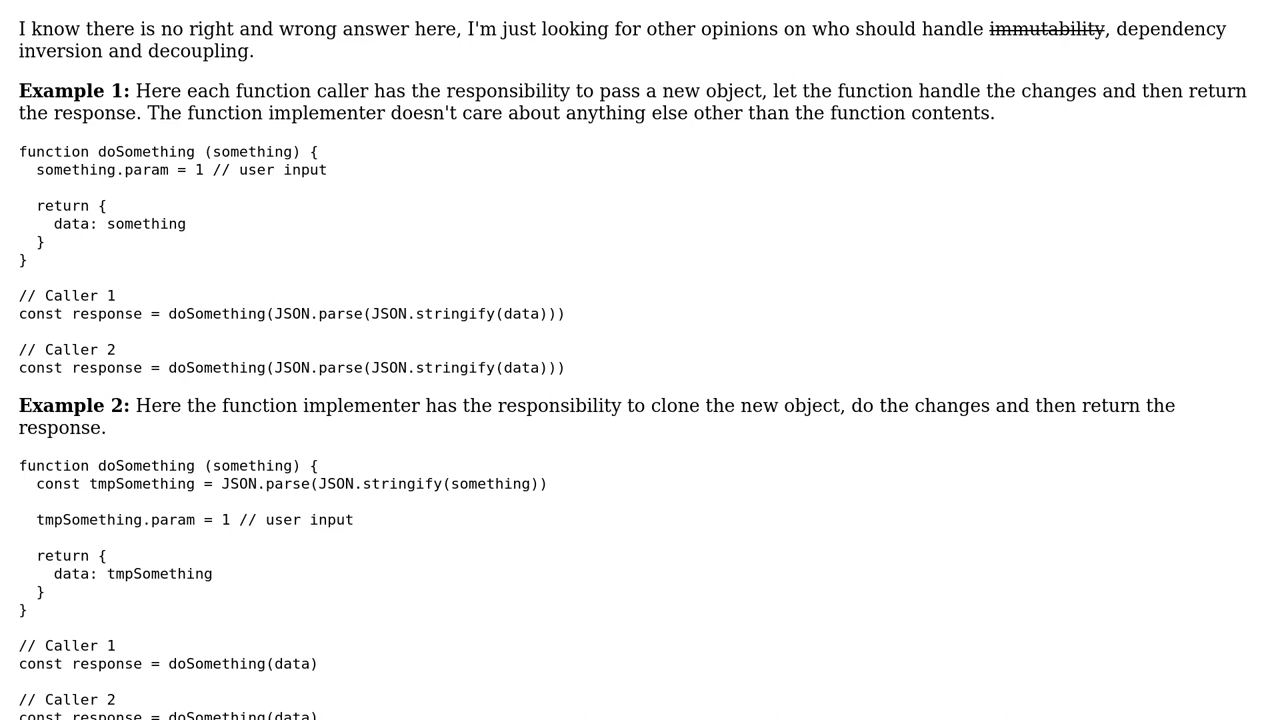 I know there is no right and wrong answer here, I'm just looking for other opinions on who should handle immutability, dependency
inversion and decoupling.
Example 1: Here each function caller has the responsibility to pass a new object, let the function handle the changes and then return
the response. The function implementer doesn't care about anything else other than the function contents.
function doSomething (something) {
  something.param = 1 // user input
  return {
    data: something
  }
}
// Caller 1
const response = doSomething(JSON.parse(JSON.stringify(data)))
// Caller 2
const response = doSomething(JSON.parse(JSON.stringify(data)))
Example 2: Here the function implementer has the responsibility to clone the new object, do the changes and then return the
response.
function doSomething (something) {
  const tmpSomething = JSON.parse(JSON.stringify(something))
  tmpSomething.param = 1 // user input
  return {
    data: tmpSomething
  }
}
// Caller 1
const response = doSomething(data)
// Caller 2
const response = doSomething(data)